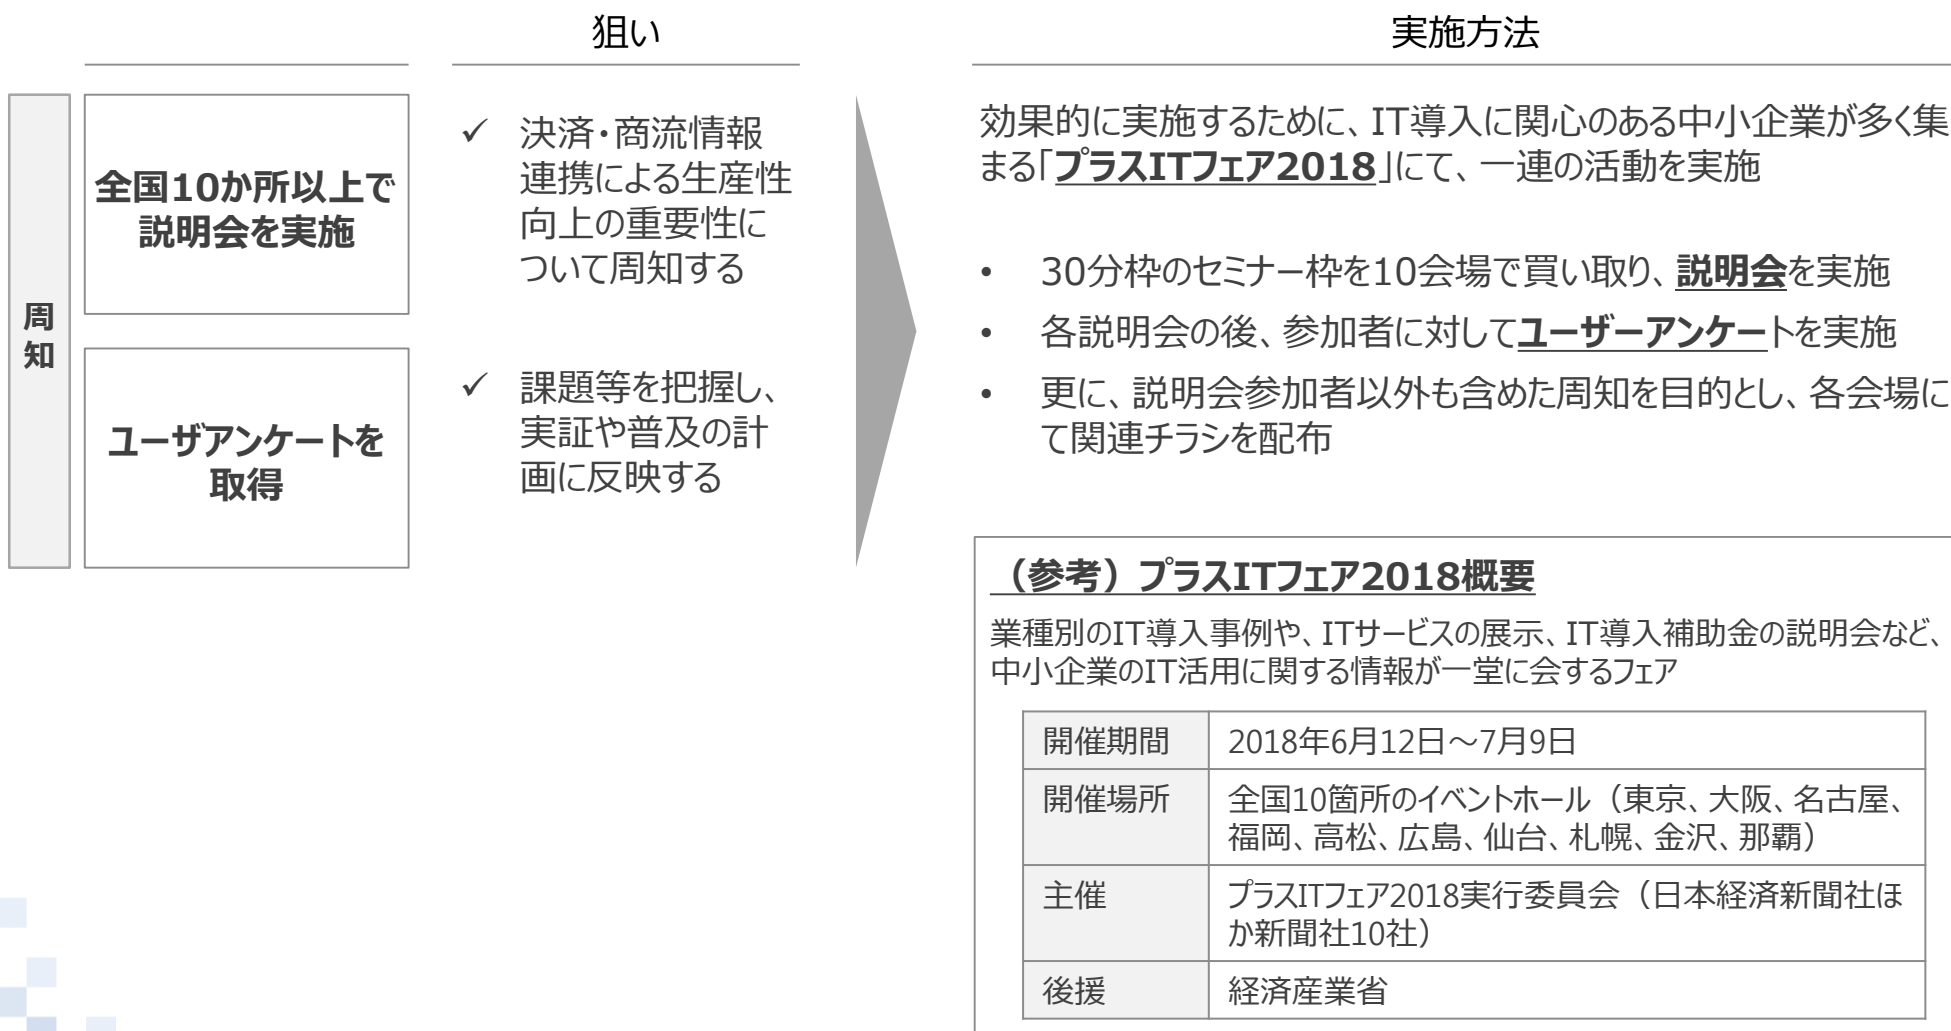 狙い
実施方法
周
知
全国10か所以上で
説明会を実施
✓ 決済・商流情報
連携による生産性
向上の重要性に
ついて周知する
ユーザアンケートを
取得
✓ 課題等を把握し、
実証や普及の計
画に反映する
効果的に実施するために、IT導入に関心のある中小企業が多く集
まる「プラスITフェア2018」にて、一連の活動を実施
• 30分枠のセミナー枠を10会場で買い取り、説明会を実施
• 各説明会の後、参加者に対してユーザーアンケートを実施
• 更に、説明会参加者以外も含めた周知を目的とし、各会場に
て関連チラシを配布
（参考）プラスITフェア2018概要
業種別のIT導入事例や、ITサービスの展示、IT導入補助金の説明会など、
中小企業のIT活用に関する情報が一堂に会するフェア
開催期間 2018年6月12日～7月9日
開催場所 全国10箇所のイベントホール（東京、大阪、名古屋、
福岡、高松、広島、仙台、札幌、金沢、那覇）
主催 プラスITフェア2018実行委員会（日本経済新聞社ほ
か新聞社10社）
後援 経済産業省